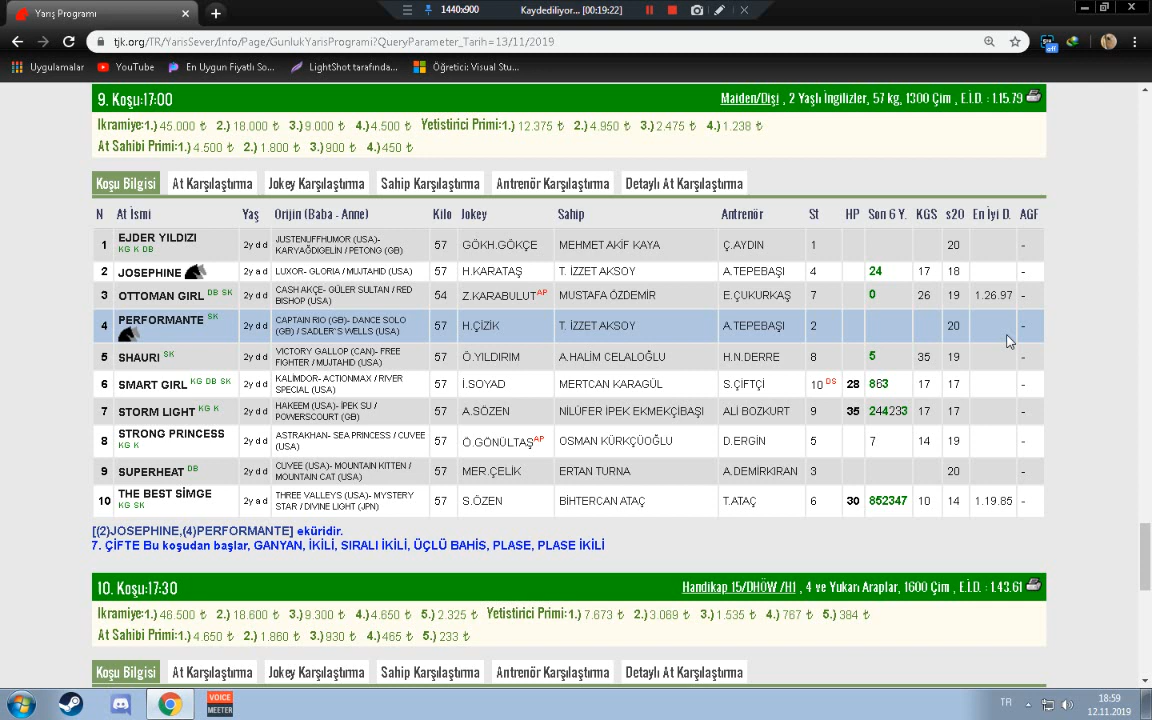 Yarış Programı
1440x900
Kaydediliyor... [00:19:22]
tjk.org/TR/YarisSever/Info/Page/GunlukYarisProgrami?QueryParameter_Tarih=13/11/2019
Uygulamalar YouTube En Uygun Fiyatlı So... LightShot tarafında... Öğretici: Visual Stu...
off
9. Koşu:17:00 Maiden/Dişi , 2 Yaşlı İngilizler, 57 kg, 1300 Çim , E.İ.D. : 1.15.79
İkramiye:1.) 45.000 ₺ 2.) 18.000 ₺ 3.) 9.000 ₺ 4.) 4.500 ₺ Yetistirici Primi:1.) 12.375 ₺ 2.) 4.950 ₺ 3.) 2.475 ₺ 4.) 1.238 ₺
At Sahibi Primi:1.) 4.500 ₺ 2.) 1.800 ₺ 3.) 900 ₺ 4.) 450 ₺
Koşu Bilgisi At Karşılaştırma Jokey Karşılaştırma Sahip Karşılaştırma Antrenör Karşılaştırma Detaylı At Karşılaştırma
N At İsmi Yaş Orijin (Baba - Anne) Kilo Jokey Sahip Antrenör St HP Son 6 Y. KGS s20 En İyi D. AGF
1 EJDER YILDIZI KG K DB 2y d d JUSTENUFFHUMOR (USA)- KARYAĞDIGELİN / PETONG (GB) 57 GÖKH.GÖKÇE MEHMET AKİF KAYA Ç.AYDIN 1 20 -
2 JOSEPHINE 2y a d LUXOR- GLORIA / MUJTAHID (USA) 57 H.KARATAŞ T. İZZET AKSOY A.TEPEBAŞI 4 24 17 18 -
3 OTTOMAN GIRL DB SK 2y d d CASH AKÇE- GÜLER SULTAN / RED BISHOP (USA) 54 Z.KARABULUT AP MUSTAFA ÖZDEMİR E.ÇUKURKAŞ 7 0 26 19 1.26.97 -
4 PERFORMANTE SK 2y d d CAPTAIN RIO (GB)- DANCE SOLO (GB) / SADLER'S WELLS (USA) 57 H.ÇİZİK T. İZZET AKSOY A.TEPEBAŞI 2 20 -
5 SHAURI SK 2y d d VICTORY GALLOP (CAN)- FREE FIGHTER / MUJTAHID (USA) 57 Ö.YILDIRIM A.HALİM CELALOĞLU H.N.DERRE 8 5 35 19 -
6 SMART GIRL KG DB SK 2y d d KALİMDOR- ACTIONMAX / RIVER SPECIAL (USA) 57 İ.SOYAD MERTCAN KARAGÜL S.ÇİFTÇİ 10 DS 28 863 17 17 -
7 STORM LIGHT KG K 2y d d HAKEEM (USA)- İPEK SU / POWERSCOURT (GB) 57 A.SÖZEN NİLÜFER İPEK EKMEKÇİBAŞI ALİ BOZKURT 9 35 244233 17 17 -
8 STRONG PRINCESS KG K 2y d d ASTRAKHAN- SEA PRINCESS / CUVEE (USA) 57 Ö.GÖNÜLTAŞ AP OSMAN KÜRKÇÜOĞLU D.ERGİN 5 7 14 19 -
9 SUPERHEAT DB 2y d d CUVEE (USA)- MOUNTAIN KITTEN / MOUNTAIN CAT (USA) 57 MER.ÇELİK ERTAN TURNA A.DEMİRKIRAN 3 20 -
10 THE BEST SİMGE KG SK 2y a d THREE VALLEYS (USA)- MYSTERY STAR / DIVINE LIGHT (JPN) 57 S.ÖZEN BİHTERCAN ATAÇ T.ATAÇ 6 30 852347 10 14 1.19.85 -
[(2)JOSEPHINE,(4)PERFORMANTE] eküridir.
7. ÇİFTE Bu koşudan başlar, GANYAN, İKİLİ, SIRALI İKİLİ, ÜÇLÜ BAHİS, PLASE, PLASE İKİLİ
10. Koşu:17:30 Handikap 15/DHÖW /H1 , 4 ve Yukarı Araplar, 1600 Çim , E.İ.D. : 1.43.61
İkramiye:1.) 46.500 ₺ 2.) 18.600 ₺ 3.) 9.300 ₺ 4.) 4.650 ₺ 5.) 2.325 ₺ Yetistirici Primi:1.) 7.673 ₺ 2.) 3.069 ₺ 3.) 1.535 ₺ 4.) 767 ₺ 5.) 384 ₺
At Sahibi Primi:1.) 4.650 ₺ 2.) 1.860 ₺ 3.) 930 ₺ 4.) 465 ₺ 5.) 233 ₺
Koşu Bilgisi At Karşılaştırma Jokey Karşılaştırma Sahip Karşılaştırma Antrenör Karşılaştırma Detaylı At Karşılaştırma
VOICE
MEETER
TR
18:59
12.11.2019